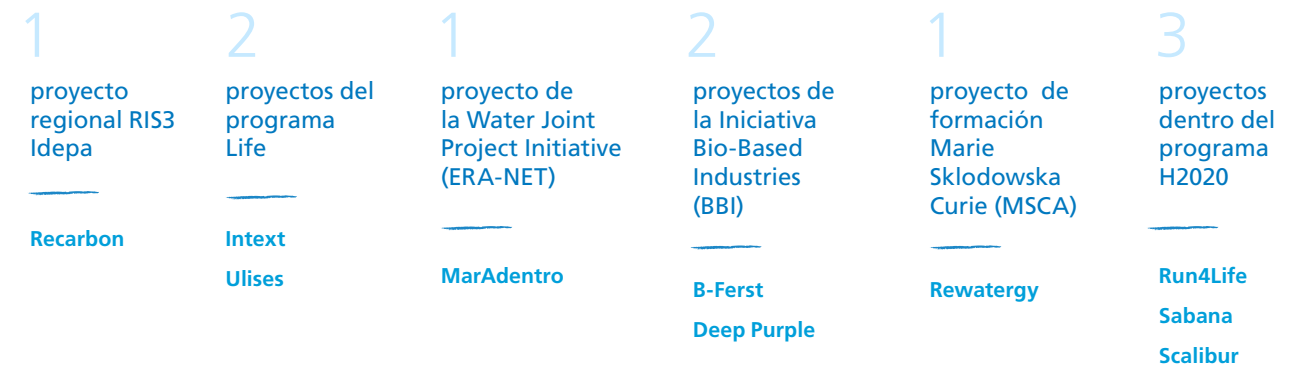 1
proyecto
regional RIS3
Idepa
Recarbon
2
proyectos del
programa
Life
Intext
Ulises
1
proyecto de
la Water Joint
Project Initiative
(ERA-NET)
MarAdentro
2
proyectos de
la Iniciativa
Bio-Based
Industries
(BBI)
B-Ferst
Deep Purple
1
proyecto de
formación
Marie
Sklodowska
Curie (MSCA)
Rewatergy
3
proyectos
dentro del
programa
H2020
Run4Life
Sabana
Scalibur